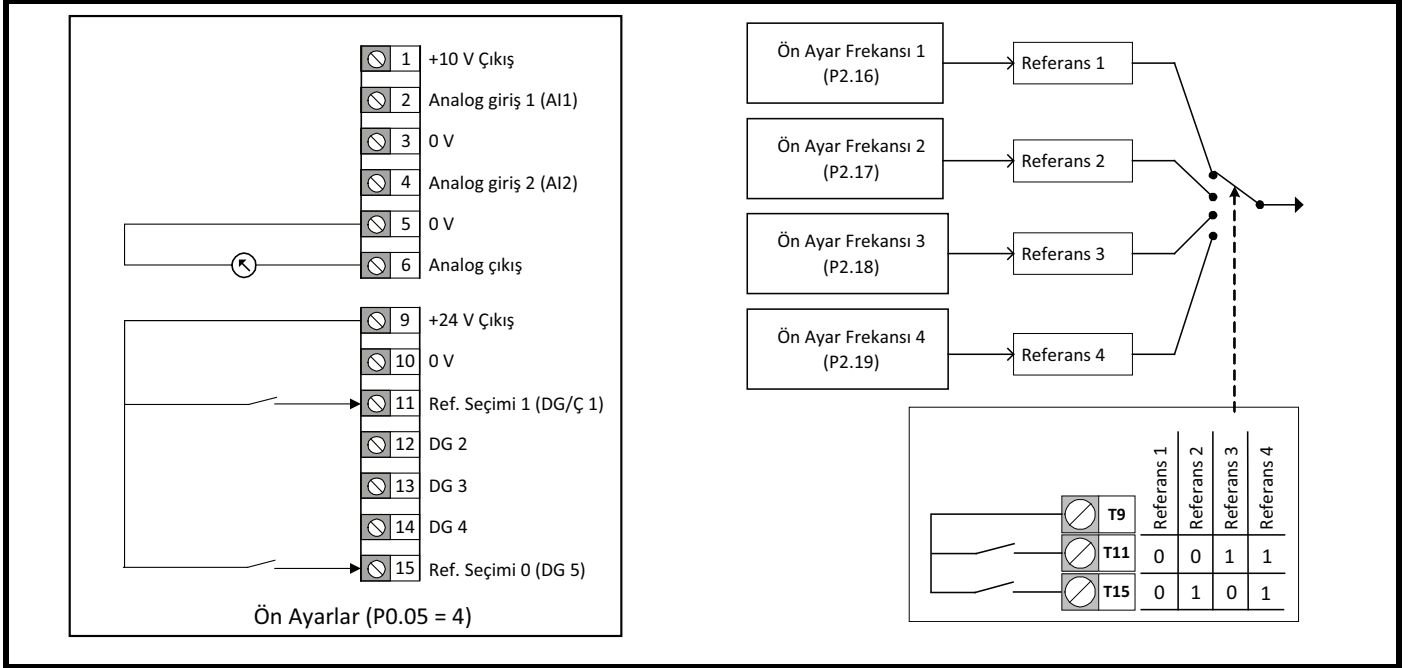 1 +10 V Çıkış
2 Analog giriş 1 (AI1)
3 0 V
4 Analog giriş 2 (AI2)
5 0 V
6 Analog çıkış
9 +24 V Çıkış
10 0 V
11 Ref. Seçimi 1 (DG/Ç 1)
12 DG 2
13 DG 3
14 DG 4
15 Ref. Seçimi 0 (DG 5)
Ön Ayarlar (P0.05 = 4)
Ön Ayar Frekansı 1
(P2.16)
Referans 1
Ön Ayar Frekansı 2
(P2.17)
Referans 2
Ön Ayar Frekansı 3
(P2.18)
Referans 3
Ön Ayar Frekansı 4
(P2.19)
Referans 4
Referans 1
Referans 2
Referans 3
Referans 4
T9
T11 0 0 1 1
T15 0 1 0 1